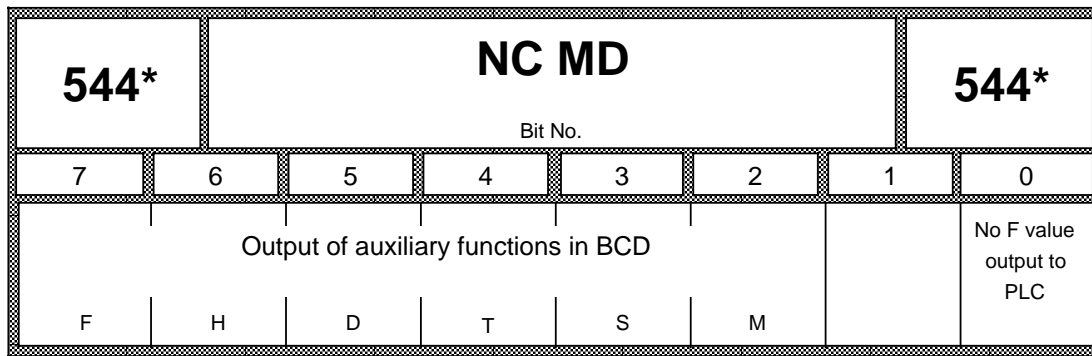 544* NC MD 544*
Bit No.
7 6 5 4 3 2 1 0
Output of auxiliary functions in BCD
No F value
output to
PLC
F H D T S M